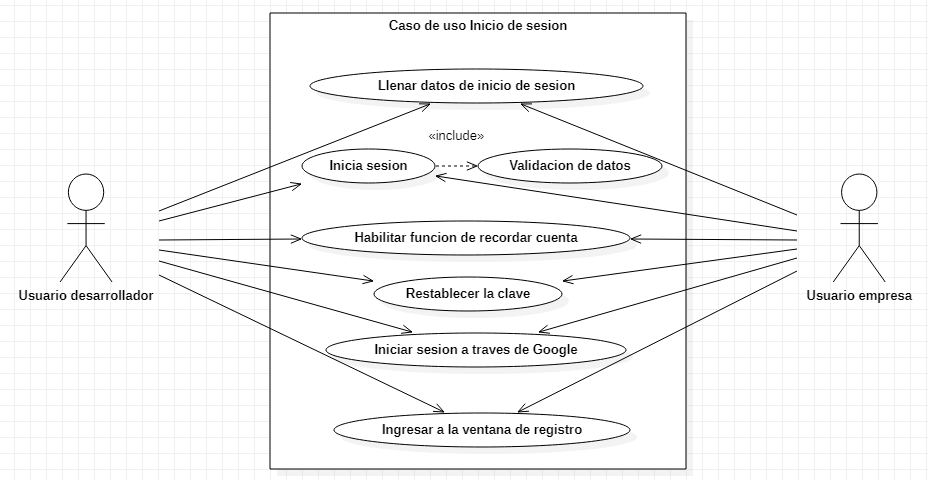 Caso de uso Inicio de sesion
Llenar datos de inicio de sesion
«include»
Inicia sesion
Validacion de datos
Habilitar funcion de recordar cuenta
Usuario desarrollador
Restablecer la clave
Usuario empresa
Iniciar sesion a traves de Google
Ingresar a la ventana de registro